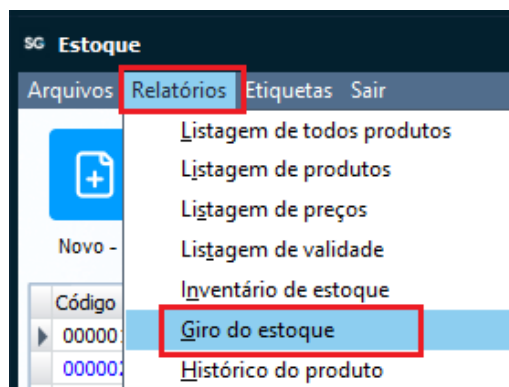 SG Estoque
Arquivos Relatórios Etiquetas Sair
Listagem de todos produtos
Listagem de produtos
Listagem de preços
Novo -
Listagem de validade
Inventário de estoque
Código
Giro do estoque
00000
Histórico do produto
00000